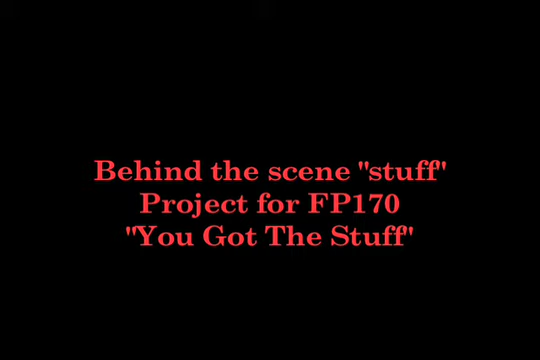 Behind the scene "stuff"
Project for FP170
"You Got The Stuff"